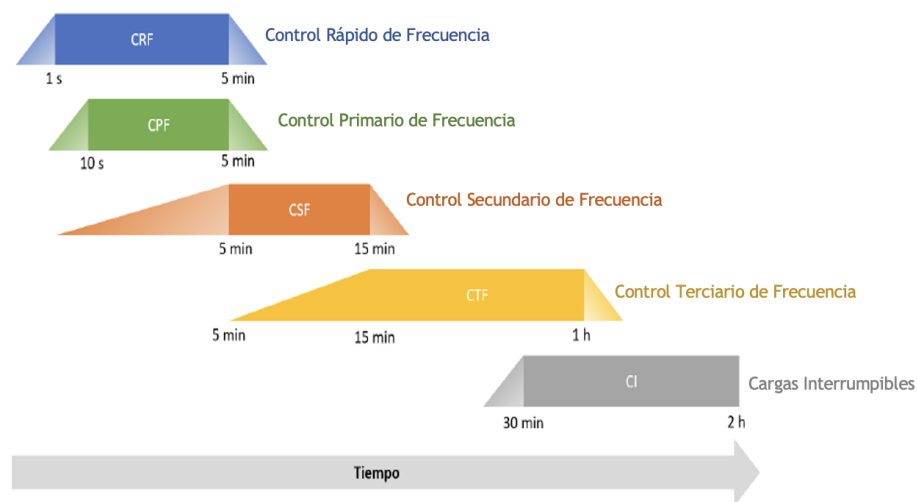 CRF
Control Rápido de Frecuencia
1 s
5 min
CPF
Control Primario de Frecuencia
10 s
5 min
CSF
Control Secundario de Frecuencia
5 min
15 min
CTF
Control Terciario de Frecuencia
5 min
15 min
1 h
CI
Cargas Interrumpibles
30 min
2 h
Tiempo